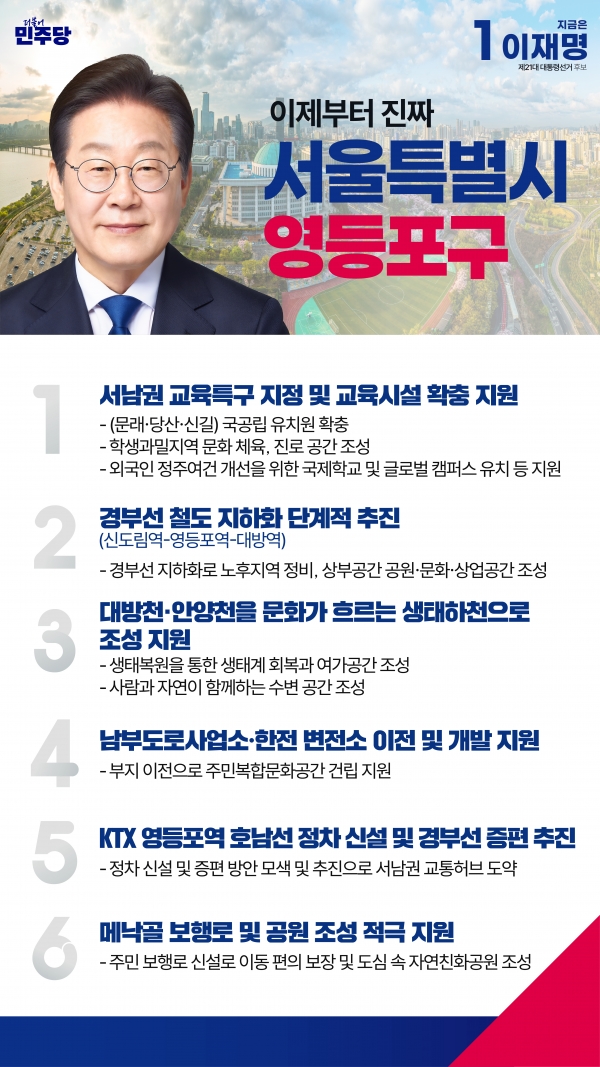 더불어
민주당
지금은
1 이재명
제21대 대통령선거 후보
이제부터 진짜
서울특별시
영등포구
1
서남권 교육특구 지정 및 교육시설 확충 지원
- (문래·당산·신길) 국공립 유치원 확충
- 학생과밀지역 문화 체육, 진로 공간 조성
- 외국인 정주여건 개선을 위한 국제학교 및 글로벌 캠퍼스 유치 등 지원
2
경부선 철도 지하화 단계적 추진
(신도림역-영등포역-대방역)
- 경부선 지하화로 노후지역 정비, 상부공간 공원·문화·상업공간 조성
3
대방천·안양천을 문화가 흐르는 생태하천으로
조성 지원
- 생태복원을 통한 생태계 회복과 여가공간 조성
- 사람과 자연이 함께하는 수변 공간 조성
4
남부도로사업소·한전 변전소 이전 및 개발 지원
- 부지 이전으로 주민복합문화공간 건립 지원
5
KTX 영등포역 호남선 정차 신설 및 경부선 증편 추진
- 정차 신설 및 증편 방안 모색 및 추진으로 서남권 교통허브 도약
6
메낙골 보행로 및 공원 조성 적극 지원
- 주민 보행로 신설로 이동 편의 보장 및 도심 속 자연친화공원 조성